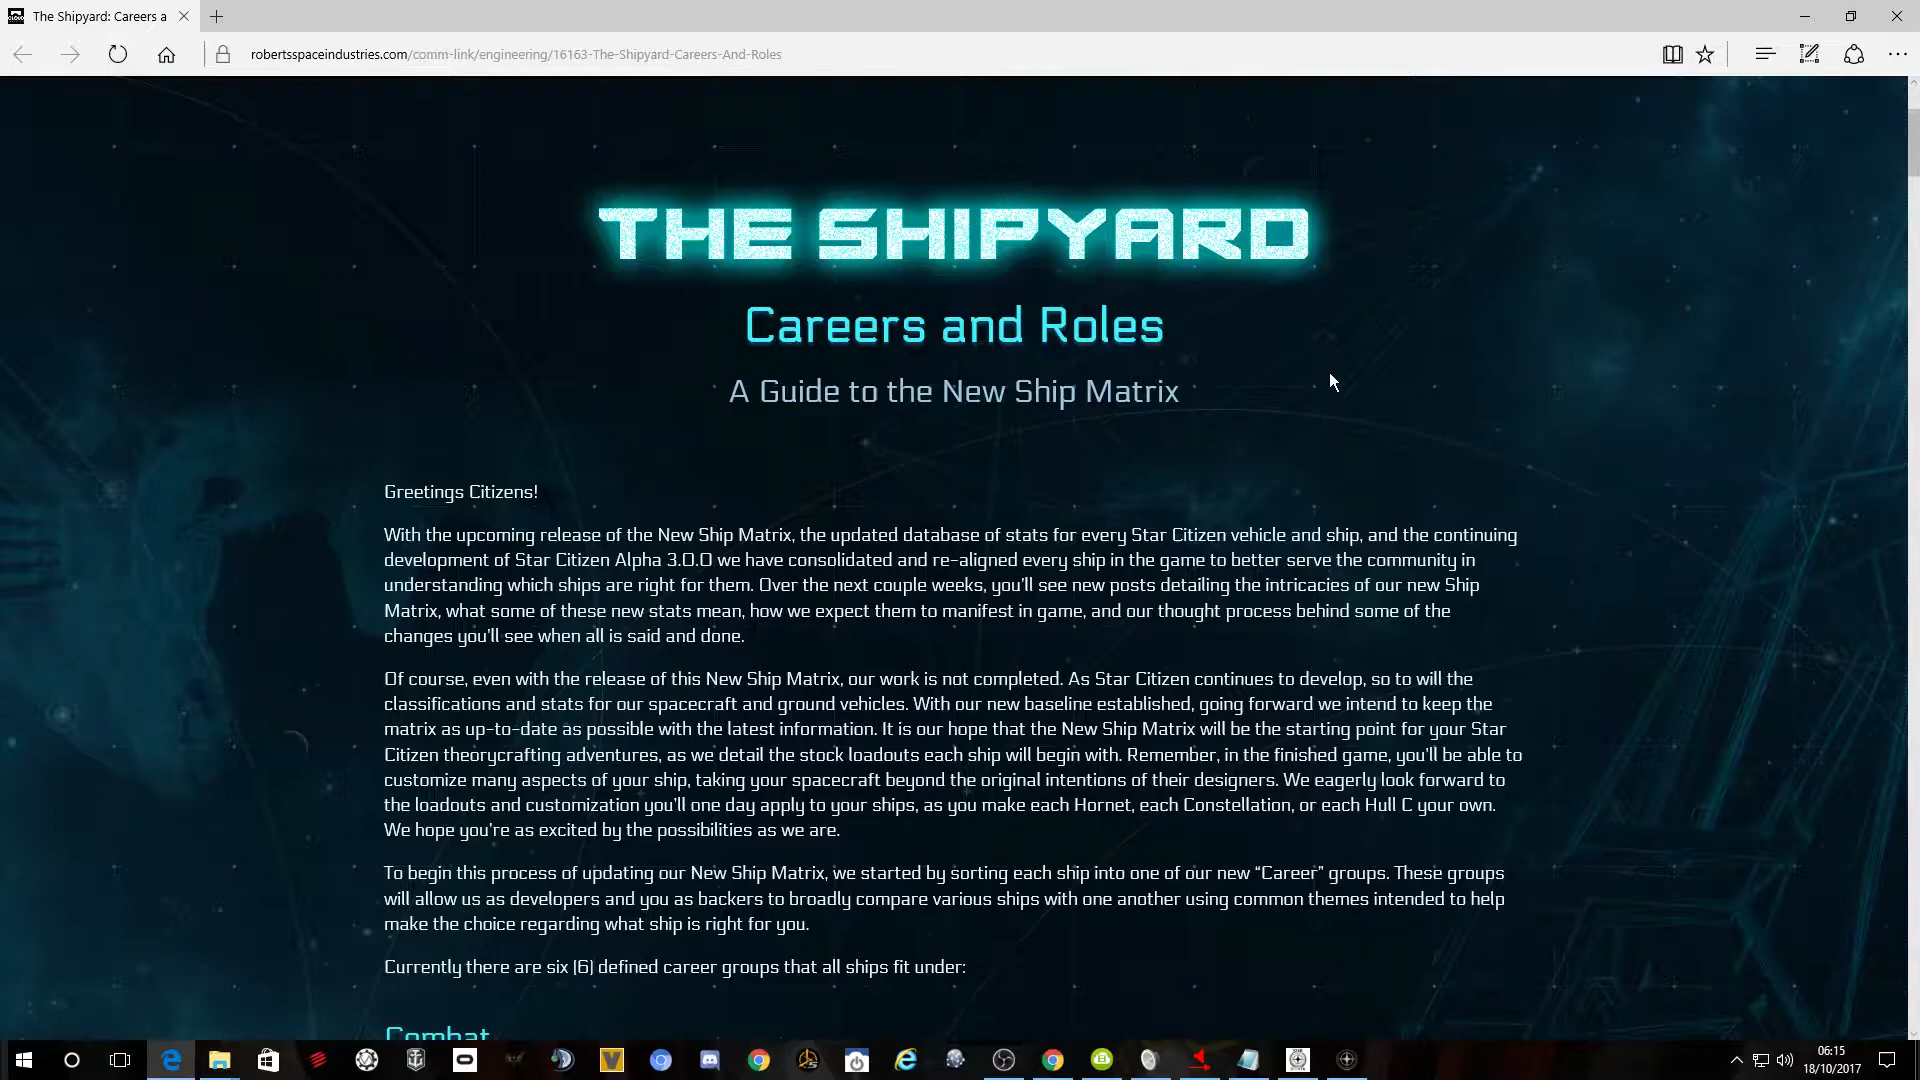 The Shipyard: Careers a
robertsspaceindustries.com/comm-link/engineering/16163-The-Shipyard-Careers-And-Roles
THE SHIPYARD
Careers and Roles
A Guide to the New Ship Matrix
Greetings Citizens!
With the upcoming release of the New Ship Matrix, the updated database of stats for every Star Citizen vehicle and ship, and the continuing
development of Star Citizen Alpha 3.0.0 we have consolidated and re-aligned every ship in the game to better serve the community in
understanding which ships are right for them. Over the next couple weeks, you'll see new posts detailing the intricacies of our new Ship
Matrix, what some of these new stats mean, how we expect them to manifest in game, and our thought process behind some of the
changes you'll see when all is said and done.
Of course, even with the release of this New Ship Matrix, our work is not completed. As Star Citizen continues to develop, so to will the
classifications and stats for our spacecraft and ground vehicles. With our new baseline established, going forward we intend to keep the
matrix as up-to-date as possible with the latest information. It is our hope that the New Ship Matrix will be the starting point for your Star
Citizen theorycrafting adventures, as we detail the stock loadouts each ship will begin with. Remember, in the finished game, you'll be able to
customize many aspects of your ship, taking your spacecraft beyond the original intentions of their designers. We eagerly look forward to
the loadouts and customization you'll one day apply to your ships, as you make each Hornet, each Constellation, or each Hull C your own.
We hope you're as excited by the possibilities as we are.
To begin this process of updating our New Ship Matrix, we started by sorting each ship into one of our new “Career” groups. These groups
will allow us as developers and you as backers to broadly compare various ships with one another using common themes intended to help
make the choice regarding what ship is right for you.
Currently there are six (6) defined career groups that all ships fit under:
Combat
06:15
18/10/2017